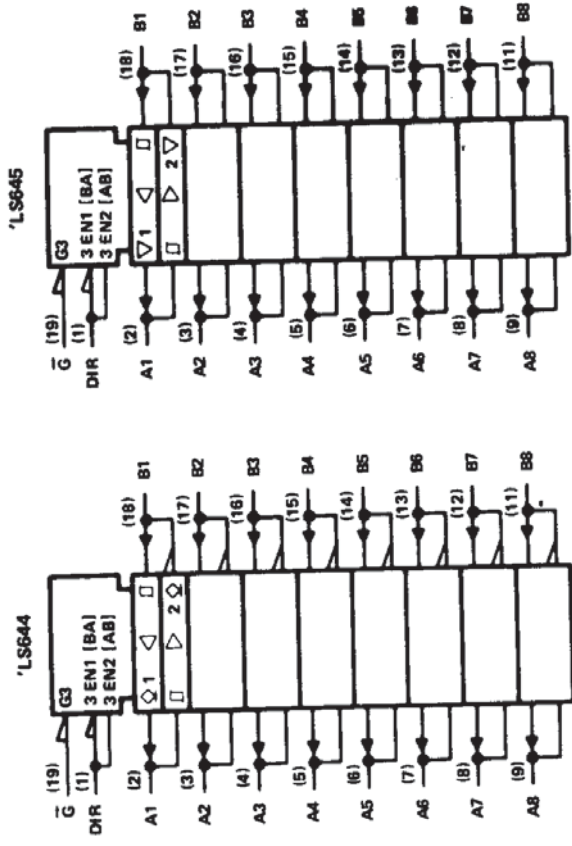 'LS644
G (19) G3
DIR (1) 3 EN1 [BA]
3 EN2 [AB]
A1 (2) 1 (18) B1
2
A2 (3) (17) B2
A3 (4) (16) B3
A4 (5) (15) B4
A5 (6) (14) B5
A6 (7) (13) B6
A7 (8) (12) B7
A8 (9) (11) B8
'LS645
G (19) G3
DIR (1) 3 EN1 [BA]
3 EN2 [AB]
A1 (2) 1 (18) B1
2
A2 (3) (17) B2
A3 (4) (16) B3
A4 (5) (15) B4
A5 (6) (14) B5
A6 (7) (13) B6
A7 (8) (12) B7
A8 (9) (11) B8